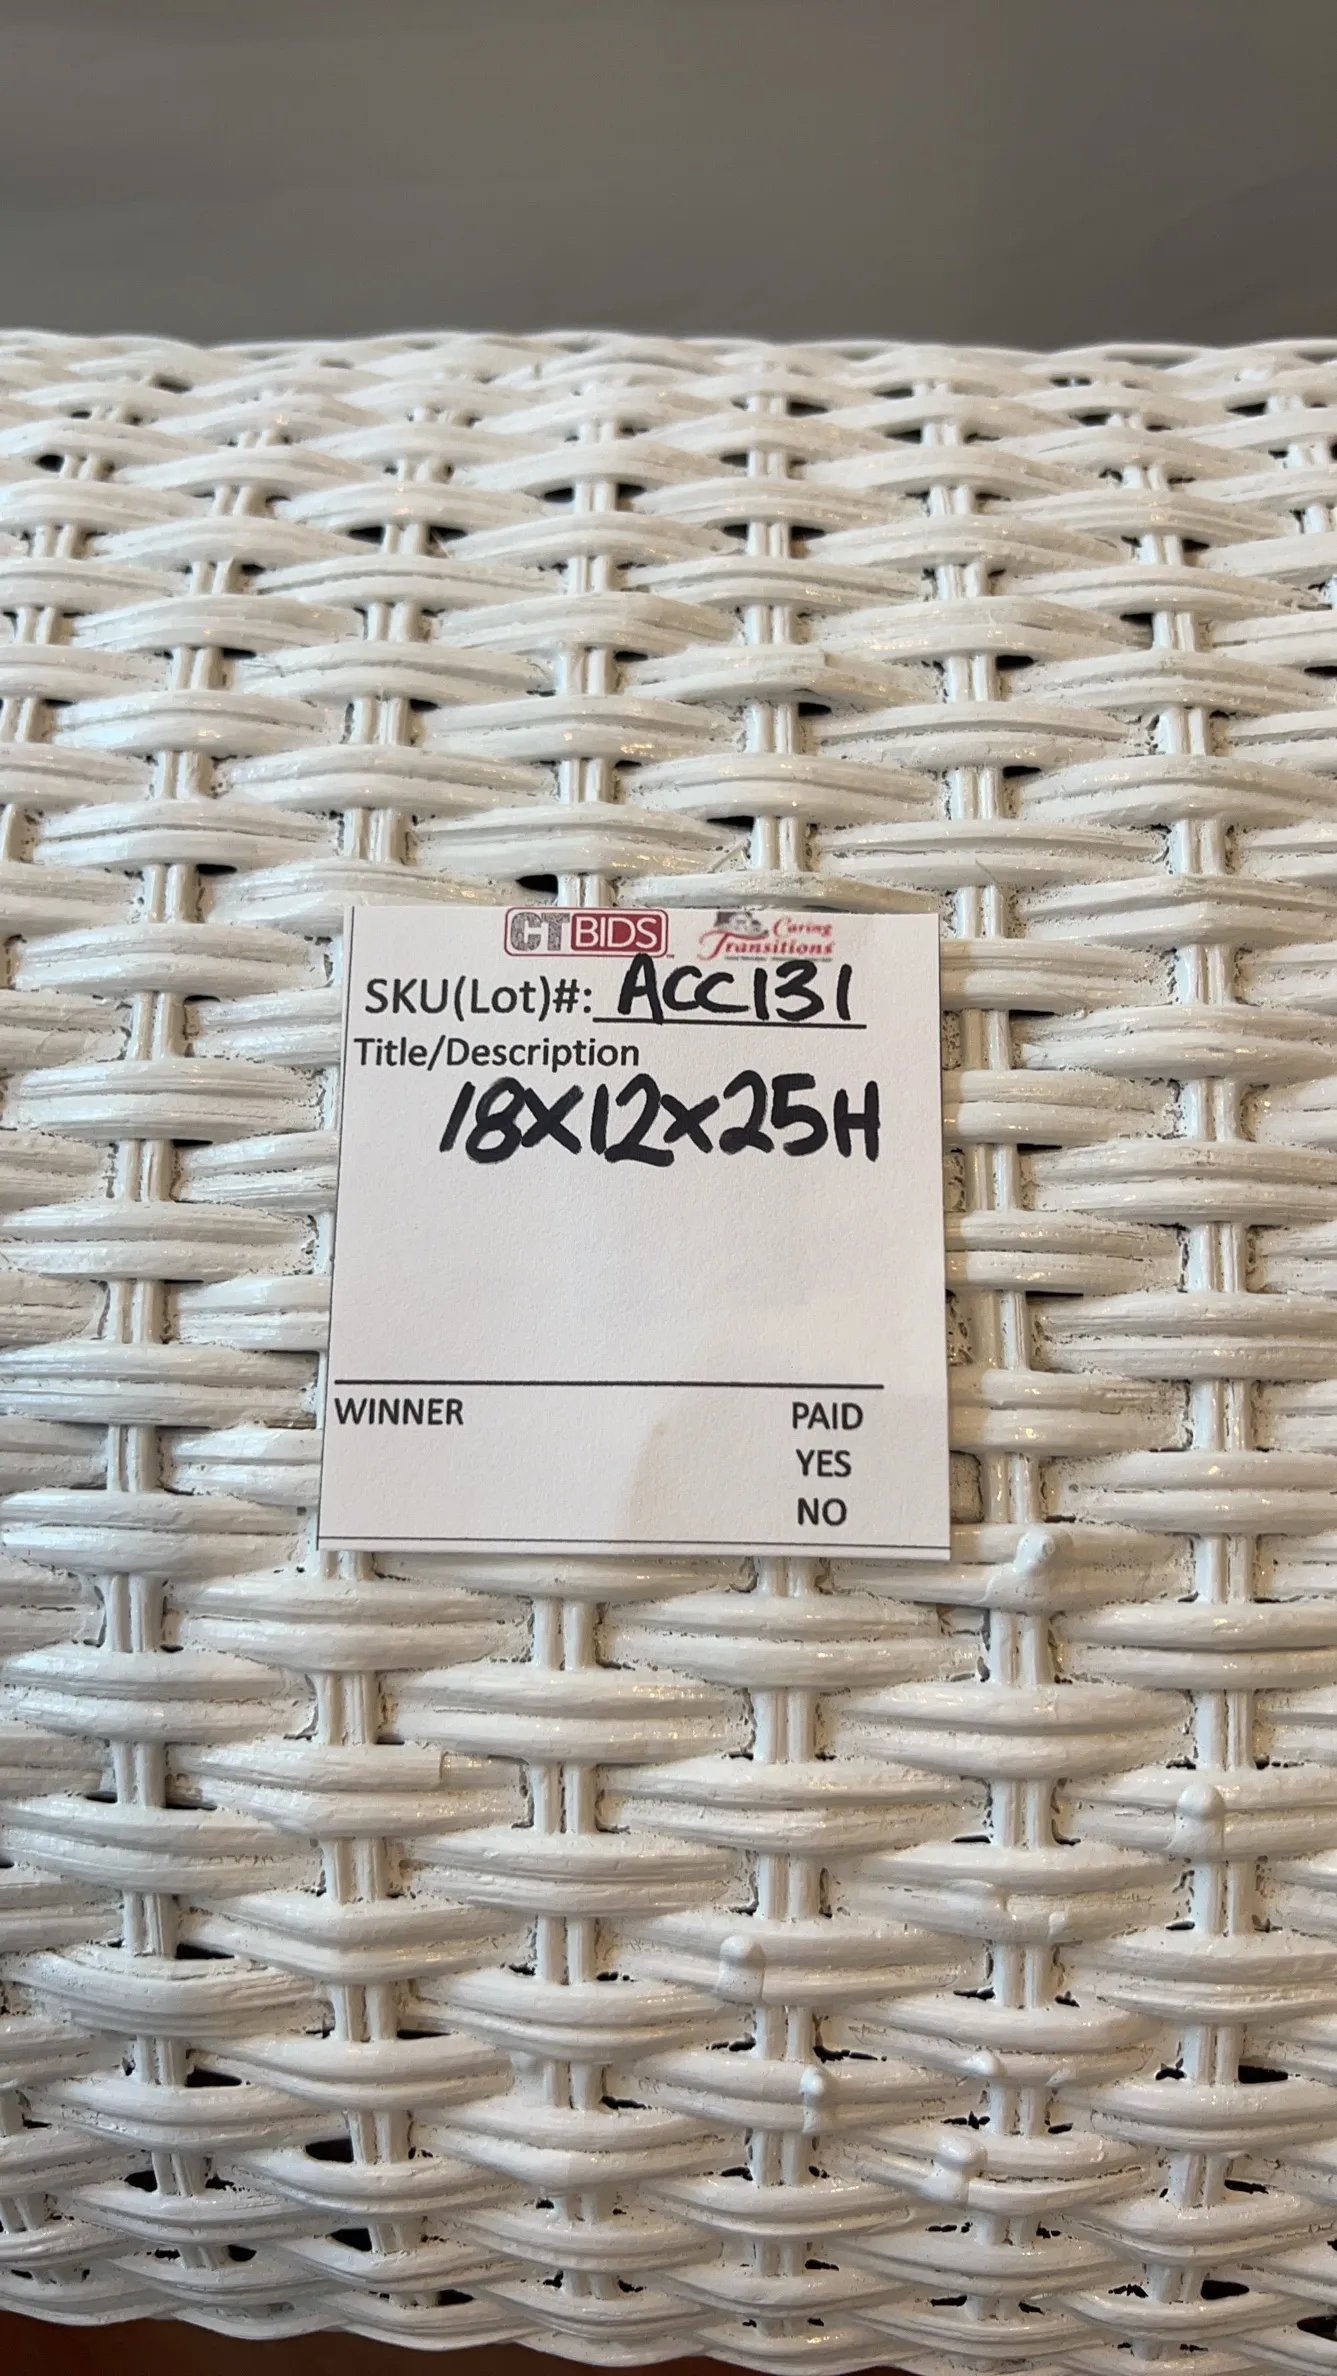 CTBIDS Caring Transitions
SKU(Lot)#: ACC131
Title/Description
18X12X25H
WINNER PAID
YES
NO